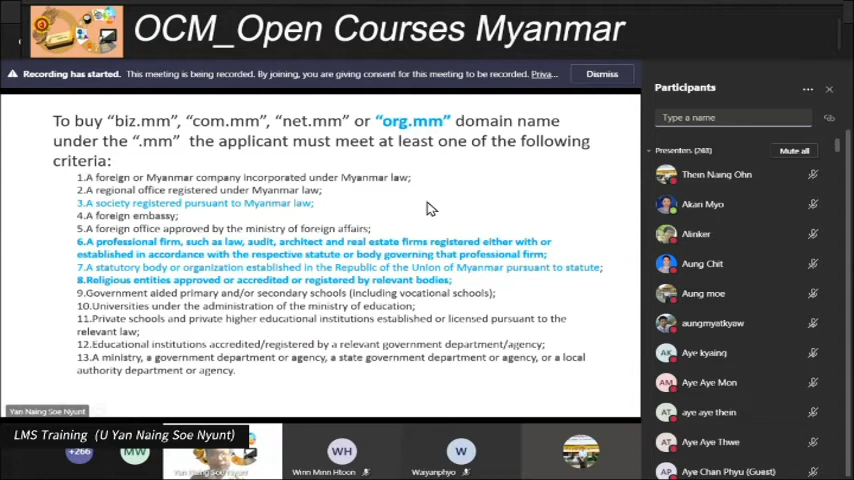 OCM_Open Courses Myanmar
Recording has started. This meeting is being recorded. By joining, you are giving consent for this meeting to be recorded. Priva...
Dismiss
To buy “biz.mm”, “com.mm”, “net.mm” or “org.mm” domain name
under the “.mm” the applicant must meet at least one of the following
criteria:
1.A foreign or Myanmar company incorporated under Myanmar law;
2.A regional office registered under Myanmar law;
3.A society registered pursuant to Myanmar law;
4.A foreign embassy;
5.A foreign office approved by the ministry of foreign affairs;
6.A professional firm, such as law, audit, architect and real estate firms registered either with or
established in accordance with the respective statute or body governing that professional firm;
7.A statutory body or organization established in the Republic of the Union of Myanmar pursuant to statute;
8.Religious entities approved or accredited or registered by relevant bodies;
9.Government aided primary and/or secondary schools (including vocational schools);
10.Universities under the administration of the ministry of education;
11.Private schools and private higher educational institutions established or licensed pursuant to the
relevant law;
12.Educational institutions accredited/registered by a relevant government department/agency;
13.A ministry, a government department or agency, a state government department or agency, or a local
authority department or agency.
Yan Naing Soe Nyunt
LMS Training (U Yan Naing Soe Nyunt)
+266
MW
Yan Naing Soe Nyunt
WH
Winn Minn Htoon
W
Waiyanphyo
Participants
Type a name
Presenters (263)
Mute all
Thein Naing Ohn
Akan Myo
Alinker
Aung Chit
Aung moe
aungmyatkyaw
AK
Aye kyaing
AM
Aye Aye Mon
AT
aye aye thein
AT
Aye Aye Thwe
AP
Aye Chan Phyu (Guest)